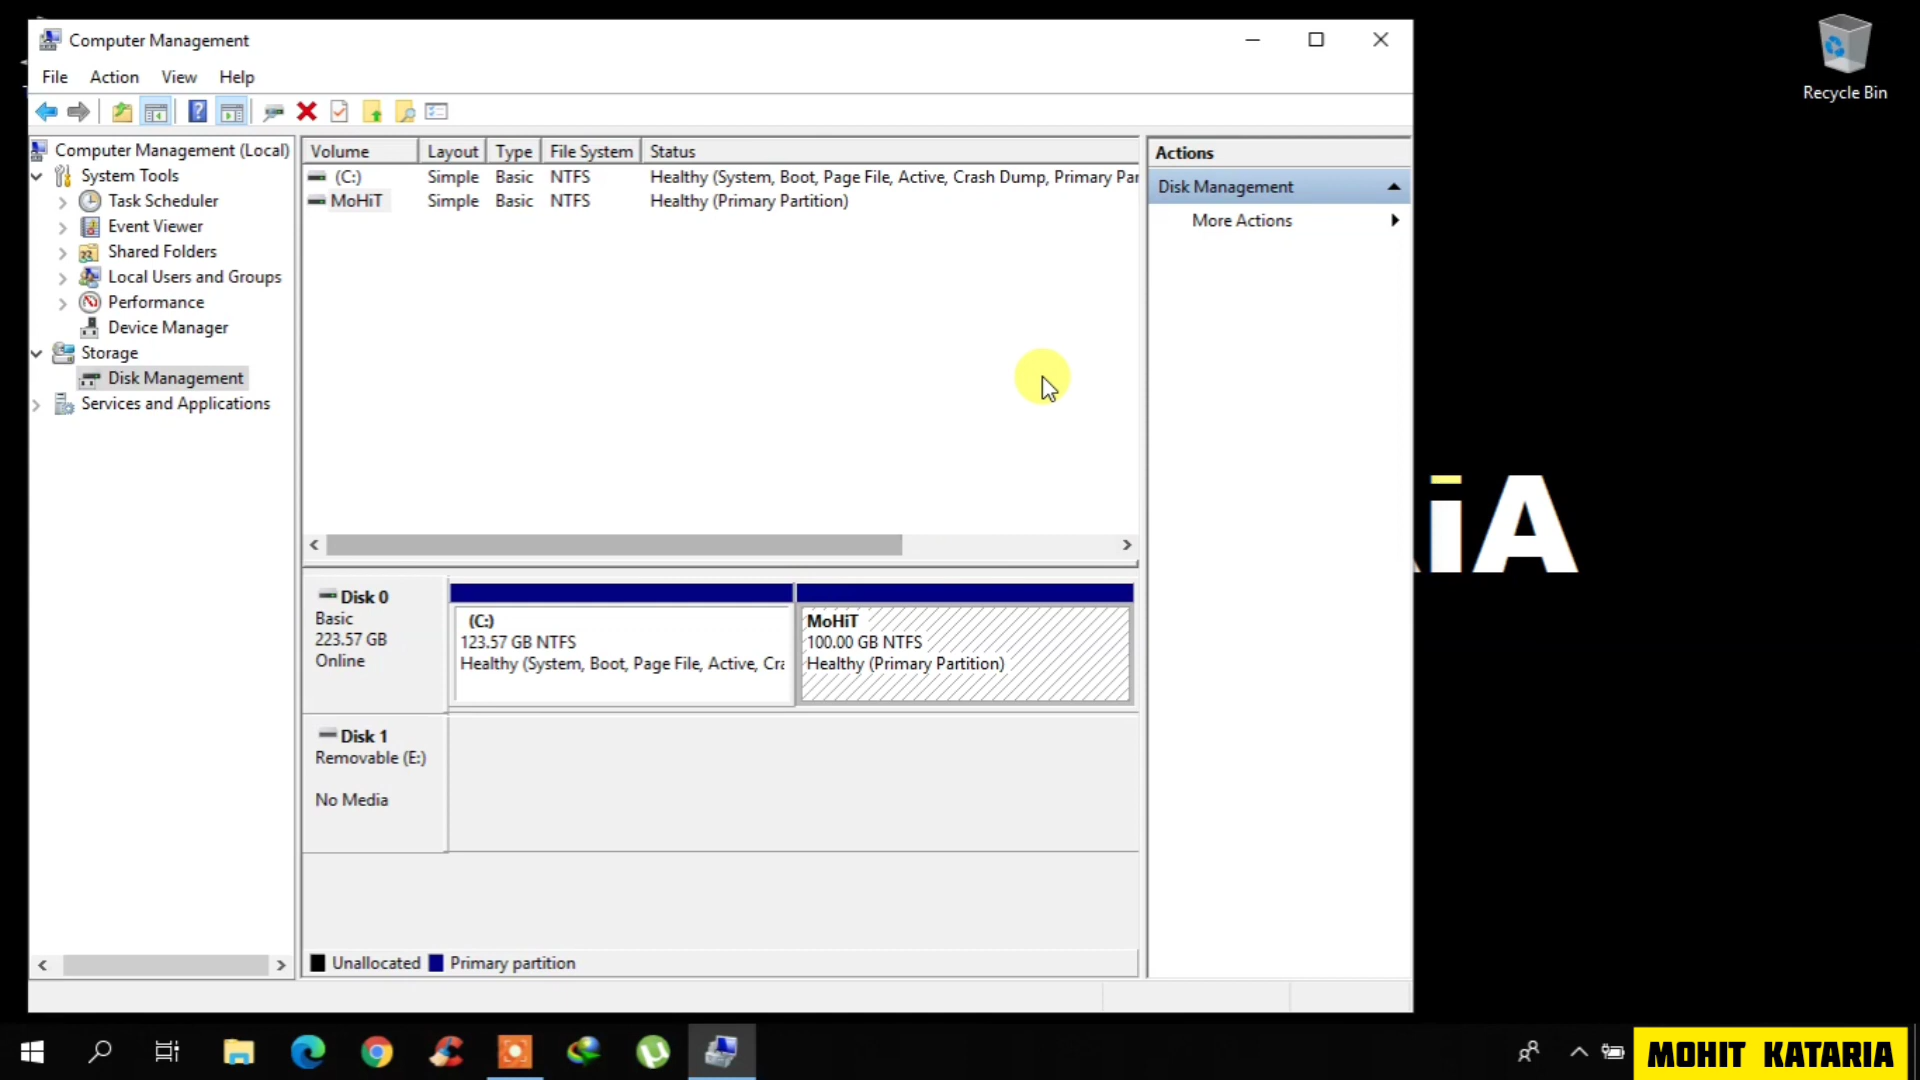 Computer Management
File Action View Help
Computer Management (Local)
System Tools
Task Scheduler
Event Viewer
Shared Folders
Local Users and Groups
Performance
Device Manager
Storage
Disk Management
Services and Applications
Volume Layout Type File System Status
(C:) Simple Basic NTFS Healthy (System, Boot, Page File, Active, Crash Dump, Primary Par
MoHiT Simple Basic NTFS Healthy (Primary Partition)
Disk 0
Basic
223.57 GB
Online
(C:)
123.57 GB NTFS
Healthy (System, Boot, Page File, Active, Cra
MoHiT
100.00 GB NTFS
Healthy (Primary Partition)
Disk 1
Removable (E:)
No Media
Unallocated Primary partition
Actions
Disk Management
More Actions
Recycle Bin
iA
MOHIT KATARIA